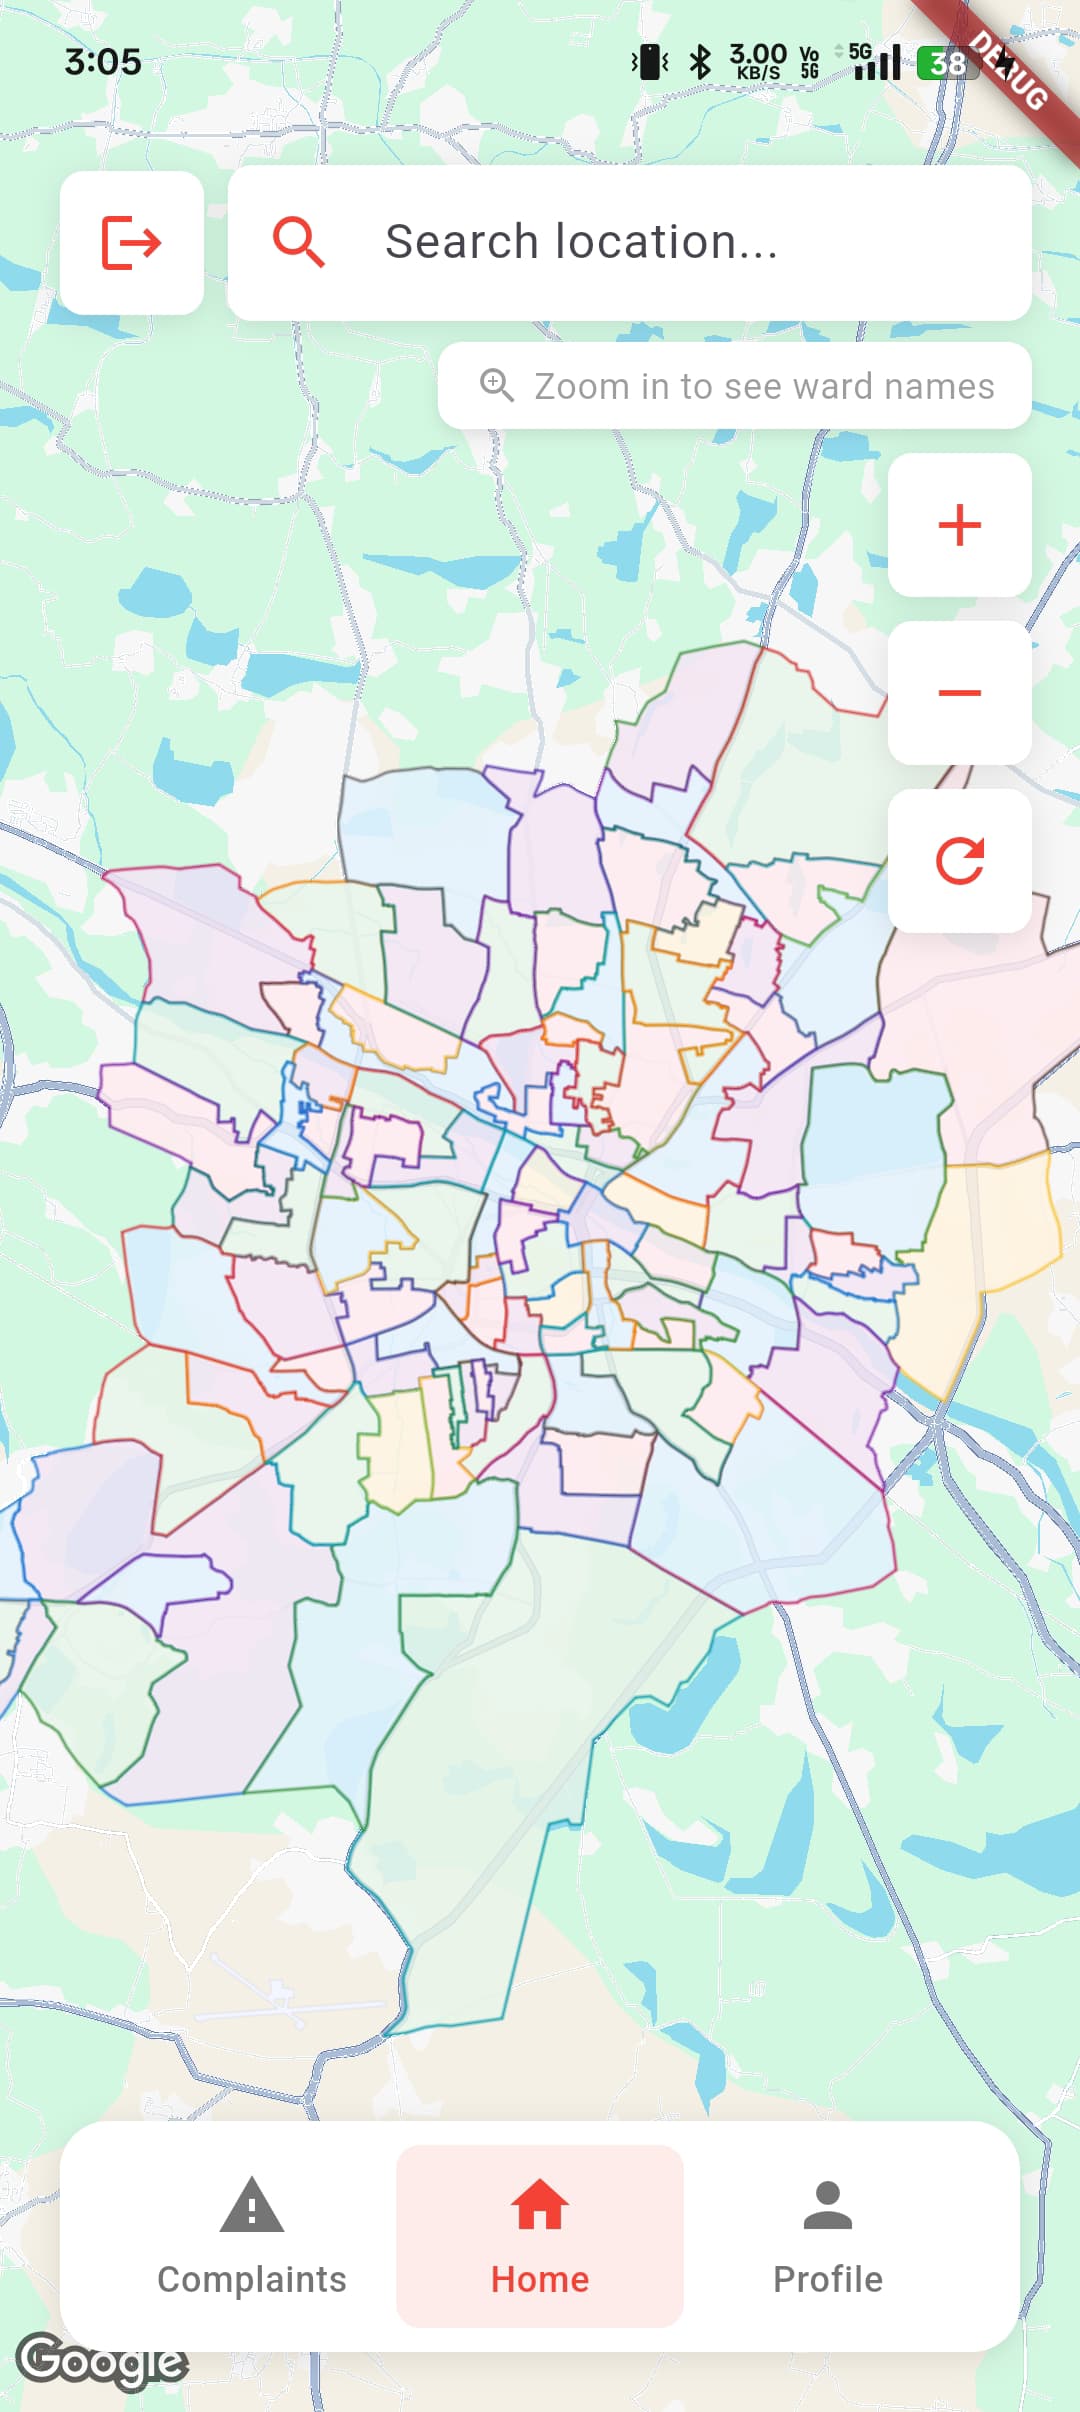 3:05
3.00
KB/S
Vo
5G
5G
38
DEBUG
Search location...
Zoom in to see ward names
Complaints
Home
Profile
Google